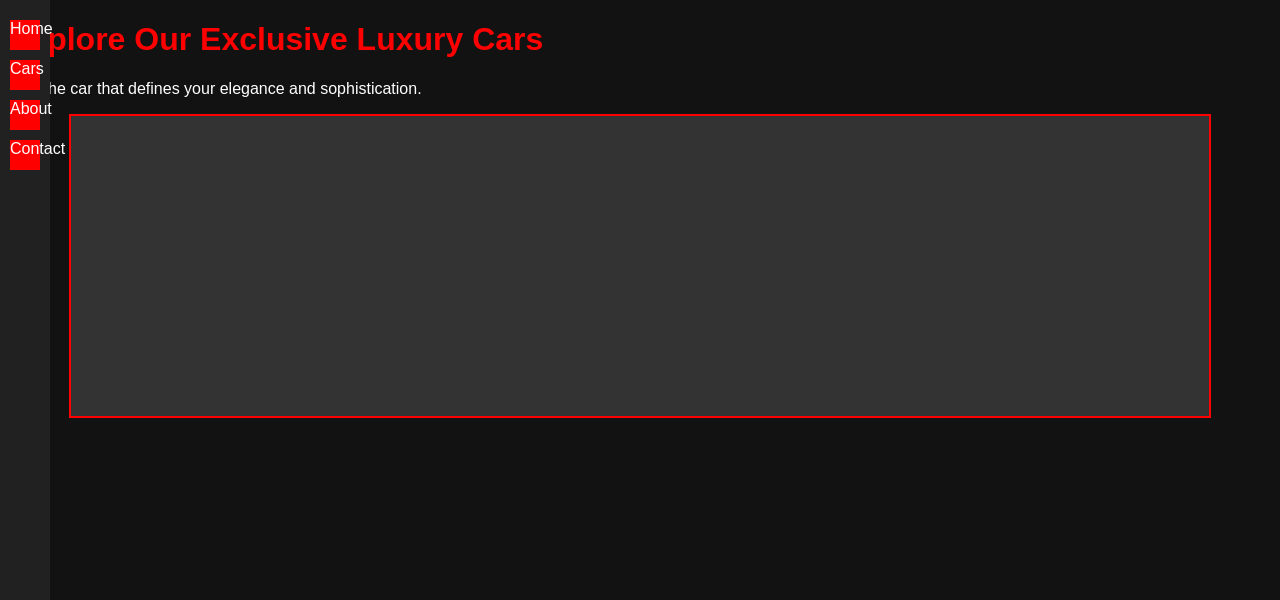 Home
Cars
About
Contact
plore Our Exclusive Luxury Cars
he car that defines your elegance and sophistication.